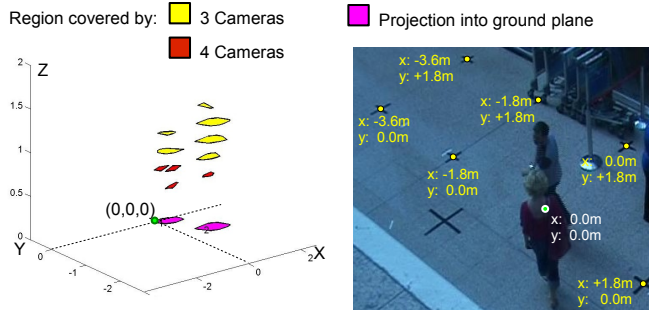 Region covered by: 3 Cameras
4 Cameras
Projection into ground plane
Z
2
1.5
1
0.5
0
(0,0,0)
Y
0
-1
-2
-2
0
2
X
x: -3.6m
y: +1.8m
x: -1.8m
y: +1.8m
x: -3.6m
y: 0.0m
x: 0.0m
y: +1.8m
x: -1.8m
y: 0.0m
x: 0.0m
y: 0.0m
x: +1.8m
y: 0.0m